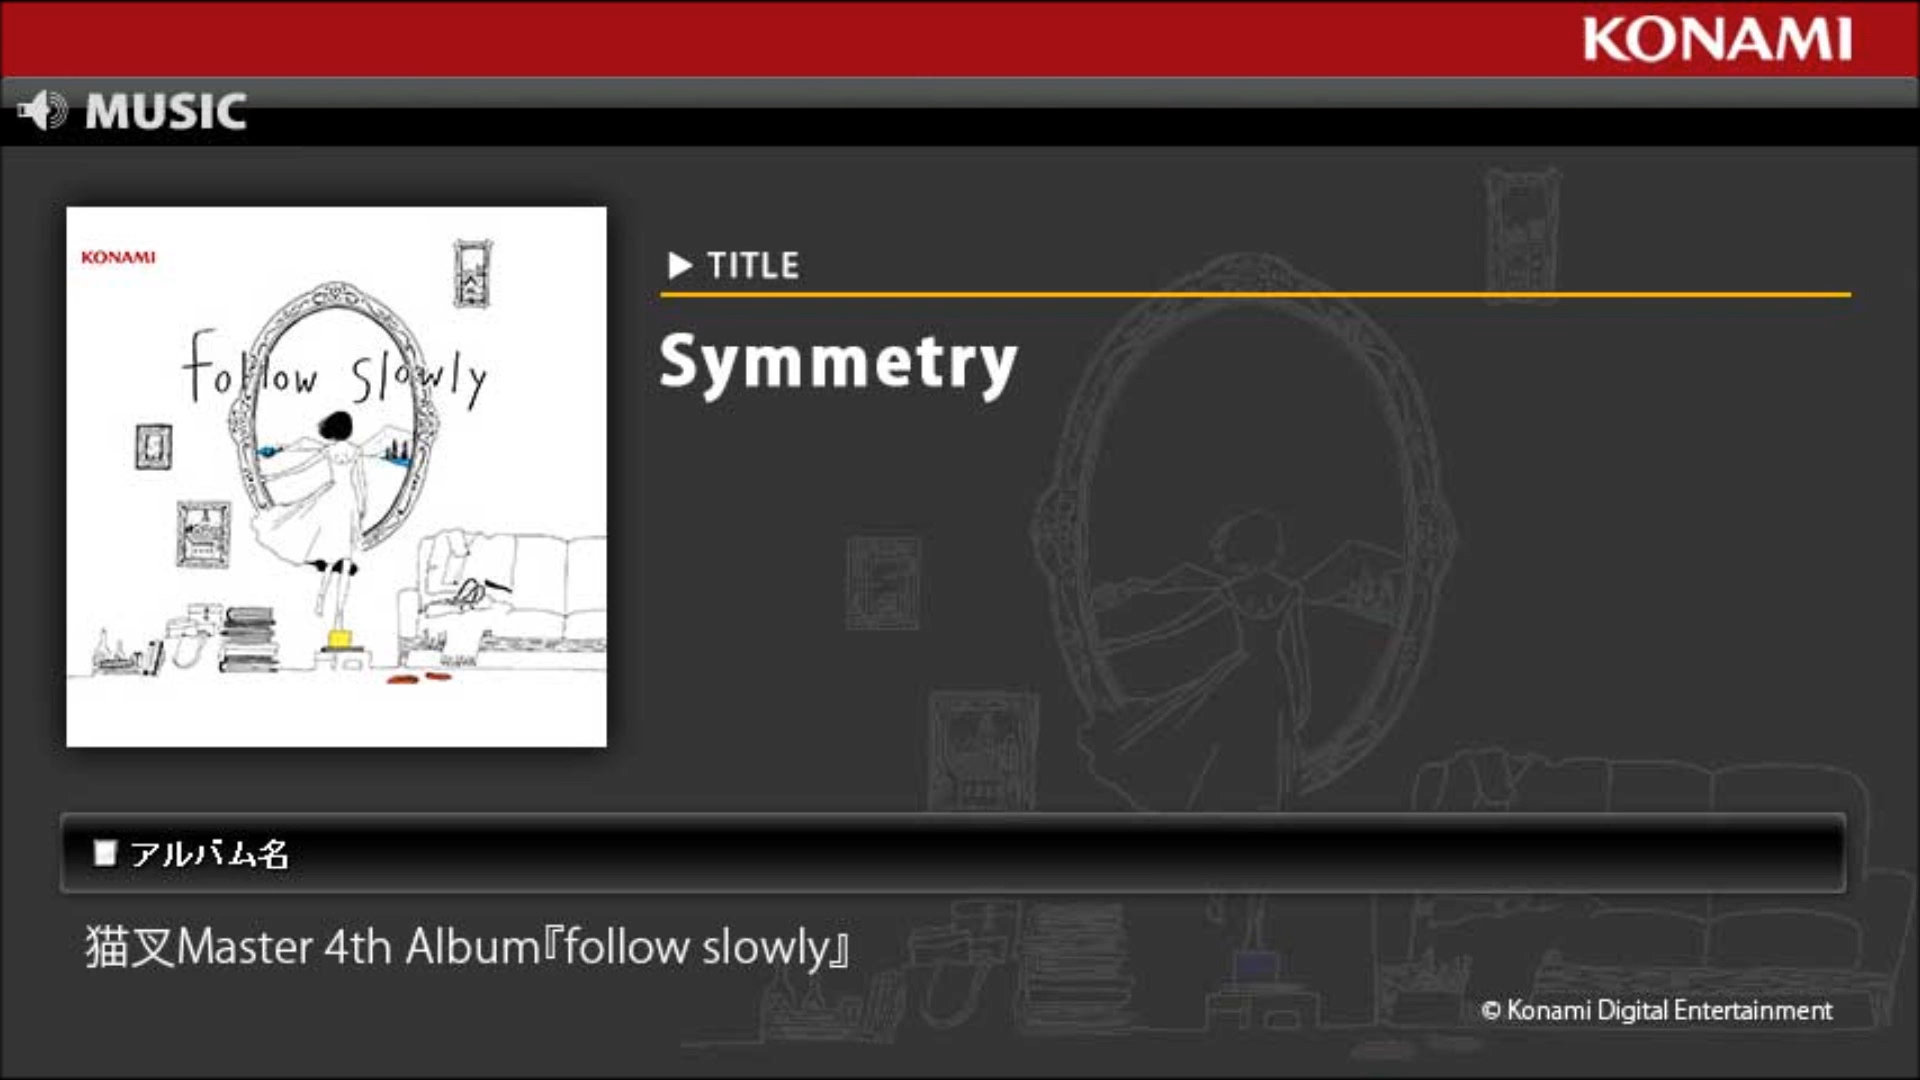 KONAMI
MUSIC
KONAMI
follow slowly
▶ TITLE
Symmetry
■ アルバム名
猫叉Master 4th Album『follow slowly』
© Konami Digital Entertainment